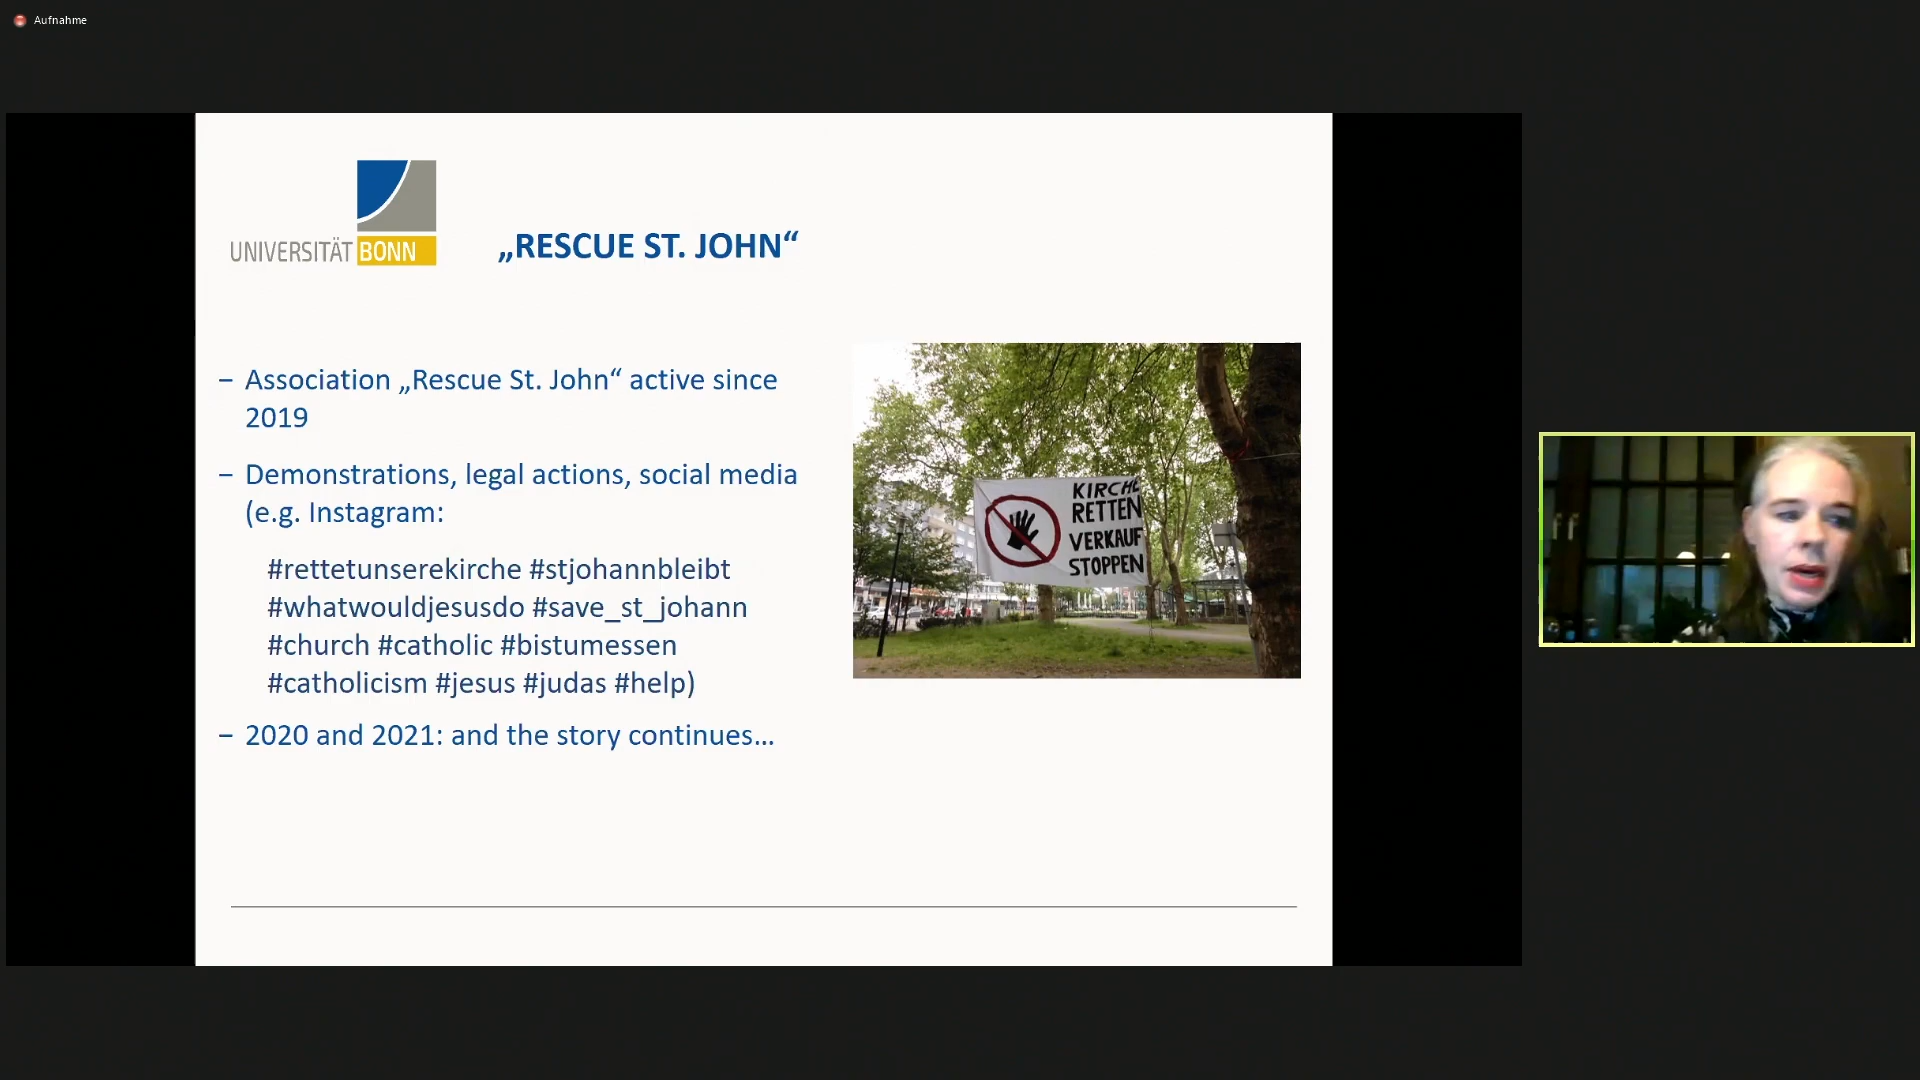 Aufnahme
UNIVERSITÄT BONN
„RESCUE ST. JOHN“
– Association „Rescue St. John“ active since
2019
– Demonstrations, legal actions, social media
(e.g. Instagram:
#rettetunserekirche #stjohannbleibt
#whatwouldjesusdo #save_st_johann
#church #catholic #bistumessen
#catholicism #jesus #judas #help)
– 2020 and 2021: and the story continues…
KIRCHE
RETTEN
VERKAUF
STOPPEN